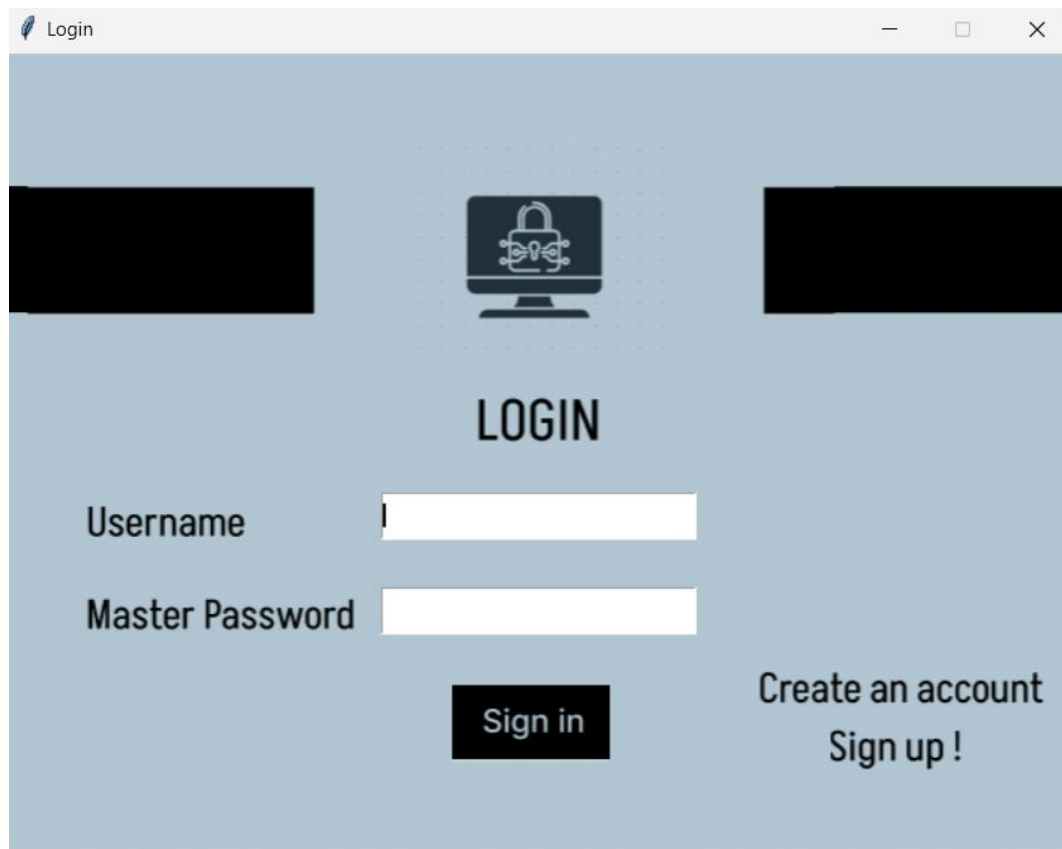 Login
LOGIN
Username
Master Password
Sign in
Create an account
Sign up !